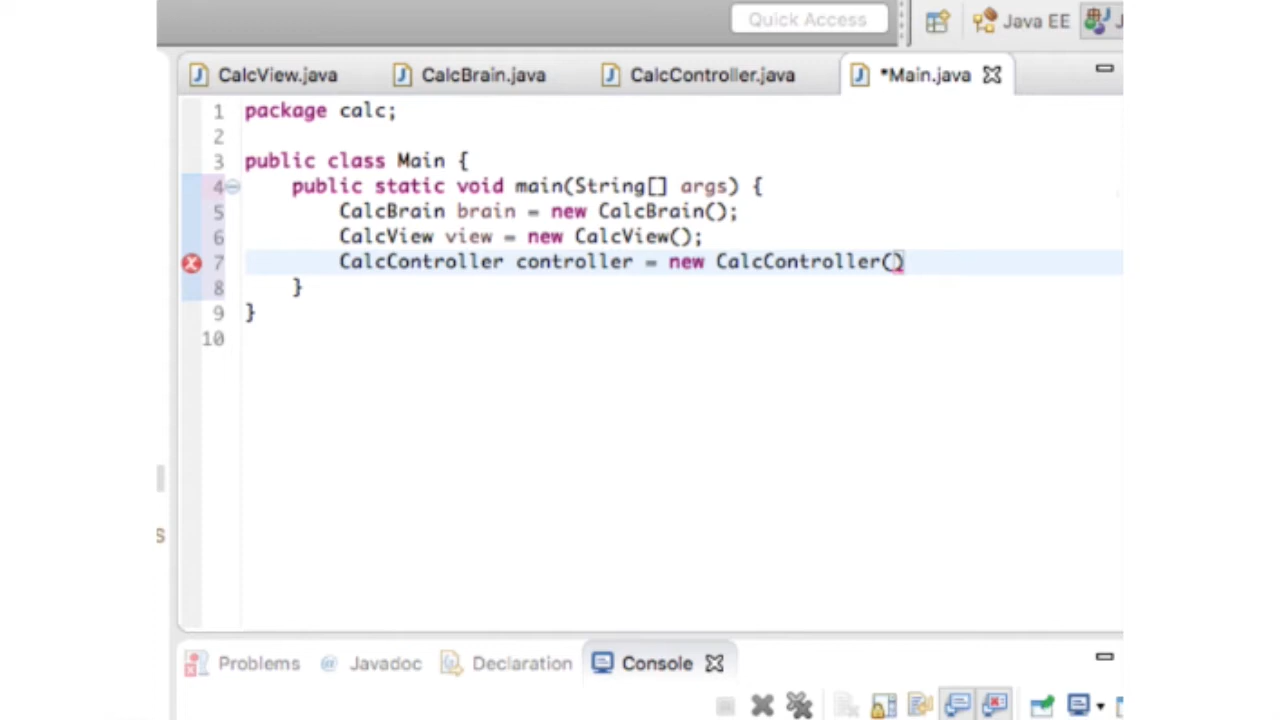 Quick Access
Java EE
CalcView.java
CalcBrain.java
CalcController.java
*Main.java
1 package calc;
2
3 public class Main {
4 public static void main(String[] args) {
5 CalcBrain brain = new CalcBrain();
6 CalcView view = new CalcView();
7 CalcController controller = new CalcController()
8 }
9 }
10
s
Problems
@ Javadoc
Declaration
Console